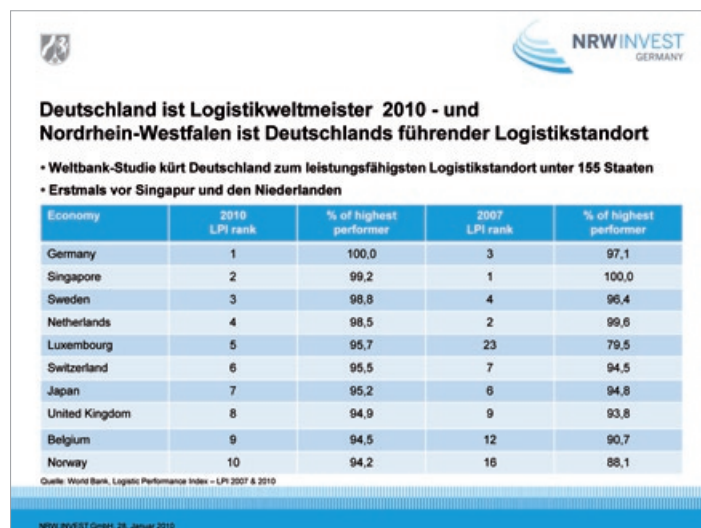 NRWINVEST
GERMANY
Deutschland ist Logistikweltmeister 2010 - und
Nordrhein-Westfalen ist Deutschlands führender Logistikstandort
• Weltbank-Studie kürt Deutschland zum leistungsfähigsten Logistikstandort unter 155 Staaten
• Erstmals vor Singapur und den Niederlanden
Economy 2010 LPI rank % of highest performer 2007 LPI rank % of highest performer
Germany 1 100,0 3 97,1
Singapore 2 99,2 1 100,0
Sweden 3 98,8 4 96,4
Netherlands 4 98,5 2 99,6
Luxembourg 5 95,7 23 79,5
Switzerland 6 95,5 7 94,5
Japan 7 95,2 6 94,8
United Kingdom 8 94,9 9 93,8
Belgium 9 94,5 12 90,7
Norway 10 94,2 16 88,1
Quelle: World Bank, Logistic Performance Index – LPI 2007 & 2010
NRW.INVEST GmbH, 28. Januar 2010